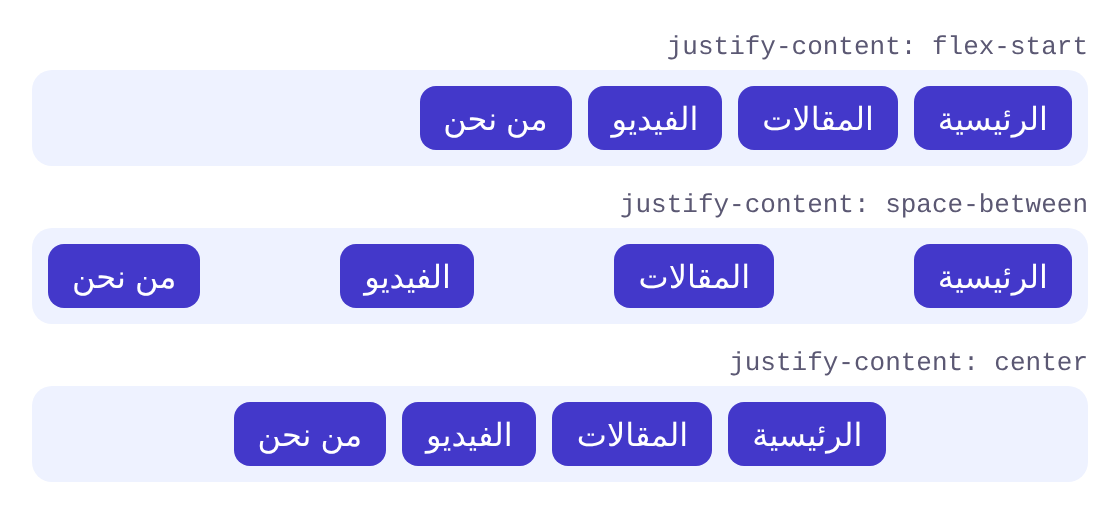 justify-content: flex-start
الرئيسية المقالات الفيديو من نحن
justify-content: space-between
الرئيسية المقالات الفيديو من نحن
justify-content: center
الرئيسية المقالات الفيديو من نحن